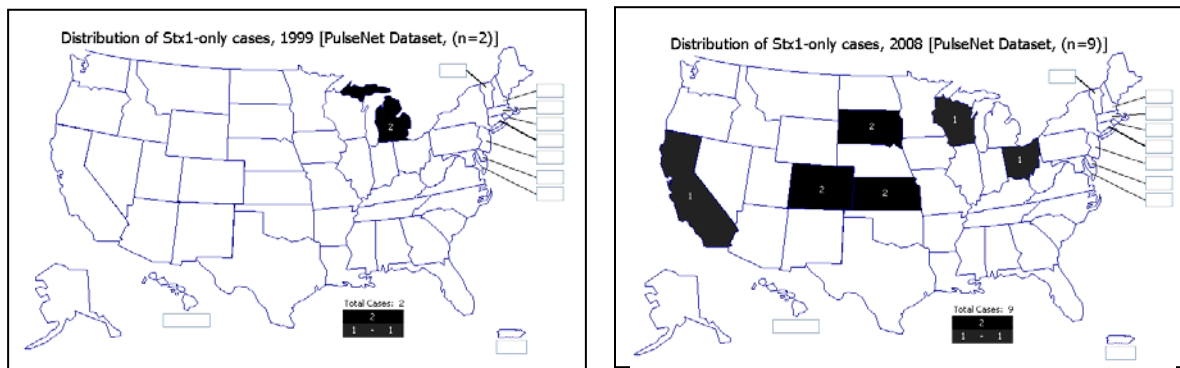 Distribution of Stx1-only cases, 1999 [PulseNet Dataset, (n=2)]
2
Total Cases: 2
2
1 - 1
Distribution of Stx1-only cases, 2008 [PulseNet Dataset, (n=9)]
1
2
1
2
2
1
Total Cases: 9
2
1 - 1